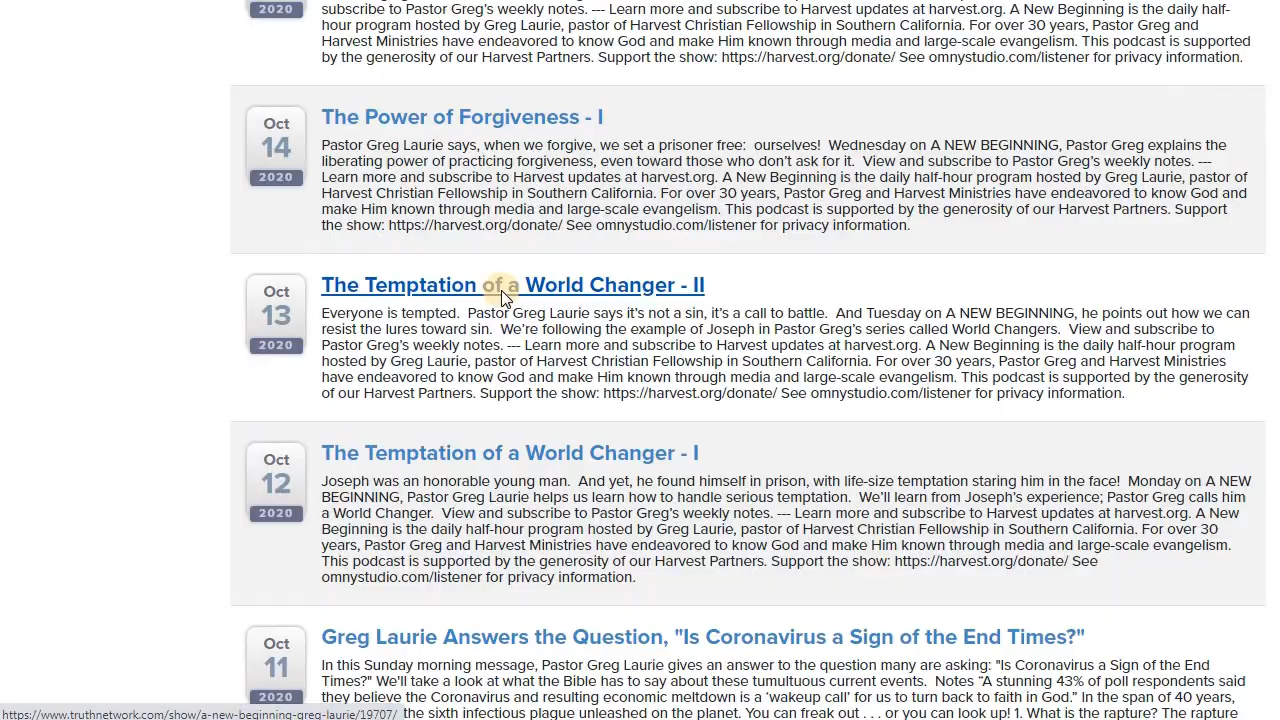 2020
subscribe to Pastor Greg's weekly notes. --- Learn more and subscribe to Harvest updates at harvest.org. A New Beginning is the daily half-
hour program hosted by Greg Laurie, pastor of Harvest Christian Fellowship in Southern California. For over 30 years, Pastor Greg and
Harvest Ministries have endeavored to know God and make Him known through media and large-scale evangelism. This podcast is supported
by the generosity of our Harvest Partners. Support the show: https://harvest.org/donate/ See omnystudio.com/listener for privacy information.
Oct
14
2020
The Power of Forgiveness - I
Pastor Greg Laurie says, when we forgive, we set a prisoner free:  ourselves!  Wednesday on A NEW BEGINNING, Pastor Greg explains the
liberating power of practicing forgiveness, even toward those who don't ask for it.  View and subscribe to Pastor Greg's weekly notes. ---
Learn more and subscribe to Harvest updates at harvest.org. A New Beginning is the daily half-hour program hosted by Greg Laurie, pastor of
Harvest Christian Fellowship in Southern California. For over 30 years, Pastor Greg and Harvest Ministries have endeavored to know God and
make Him known through media and large-scale evangelism. This podcast is supported by the generosity of our Harvest Partners. Support
the show: https://harvest.org/donate/ See omnystudio.com/listener for privacy information.
Oct
13
2020
The Temptation of a World Changer - II
Everyone is tempted.  Pastor Greg Laurie says it's not a sin, it's a call to battle.  And Tuesday on A NEW BEGINNING, he points out how we can
resist the lures toward sin.  We're following the example of Joseph in Pastor Greg's series called World Changers.  View and subscribe to
Pastor Greg's weekly notes. --- Learn more and subscribe to Harvest updates at harvest.org. A New Beginning is the daily half-hour program
hosted by Greg Laurie, pastor of Harvest Christian Fellowship in Southern California. For over 30 years, Pastor Greg and Harvest Ministries
have endeavored to know God and make Him known through media and large-scale evangelism. This podcast is supported by the generosity
of our Harvest Partners. Support the show: https://harvest.org/donate/ See omnystudio.com/listener for privacy information.
Oct
12
2020
The Temptation of a World Changer - I
Joseph was an honorable young man.  And yet, he found himself in prison, with life-size temptation staring him in the face!  Monday on A NEW
BEGINNING, Pastor Greg Laurie helps us learn how to handle serious temptation.  We'll learn from Joseph's experience; Pastor Greg calls him
a World Changer.  View and subscribe to Pastor Greg's weekly notes. --- Learn more and subscribe to Harvest updates at harvest.org. A New
Beginning is the daily half-hour program hosted by Greg Laurie, pastor of Harvest Christian Fellowship in Southern California. For over 30
years, Pastor Greg and Harvest Ministries have endeavored to know God and make Him known through media and large-scale evangelism.
This podcast is supported by the generosity of our Harvest Partners. Support the show: https://harvest.org/donate/ See
omnystudio.com/listener for privacy information.
Oct
11
2020
Greg Laurie Answers the Question, "Is Coronavirus a Sign of the End Times?"
In this Sunday morning message, Pastor Greg Laurie gives an answer to the question many are asking: "Is Coronavirus a Sign of the End
Times?" We'll take a look at what the Bible has to say about these tumultuous current events.  Notes "A stunning 43% of poll respondents said
they believe the Coronavirus and resulting economic meltdown is a 'wakeup call' for us to turn back to faith in God." In the span of 40 years,
the sixth infectious plague unleashed on the planet. You can freak out . . . or you can look up! 1. What is the rapture? The rapture
https://www.truthnetwork.com/show/a-new-beginning-greg-laurie/19707/